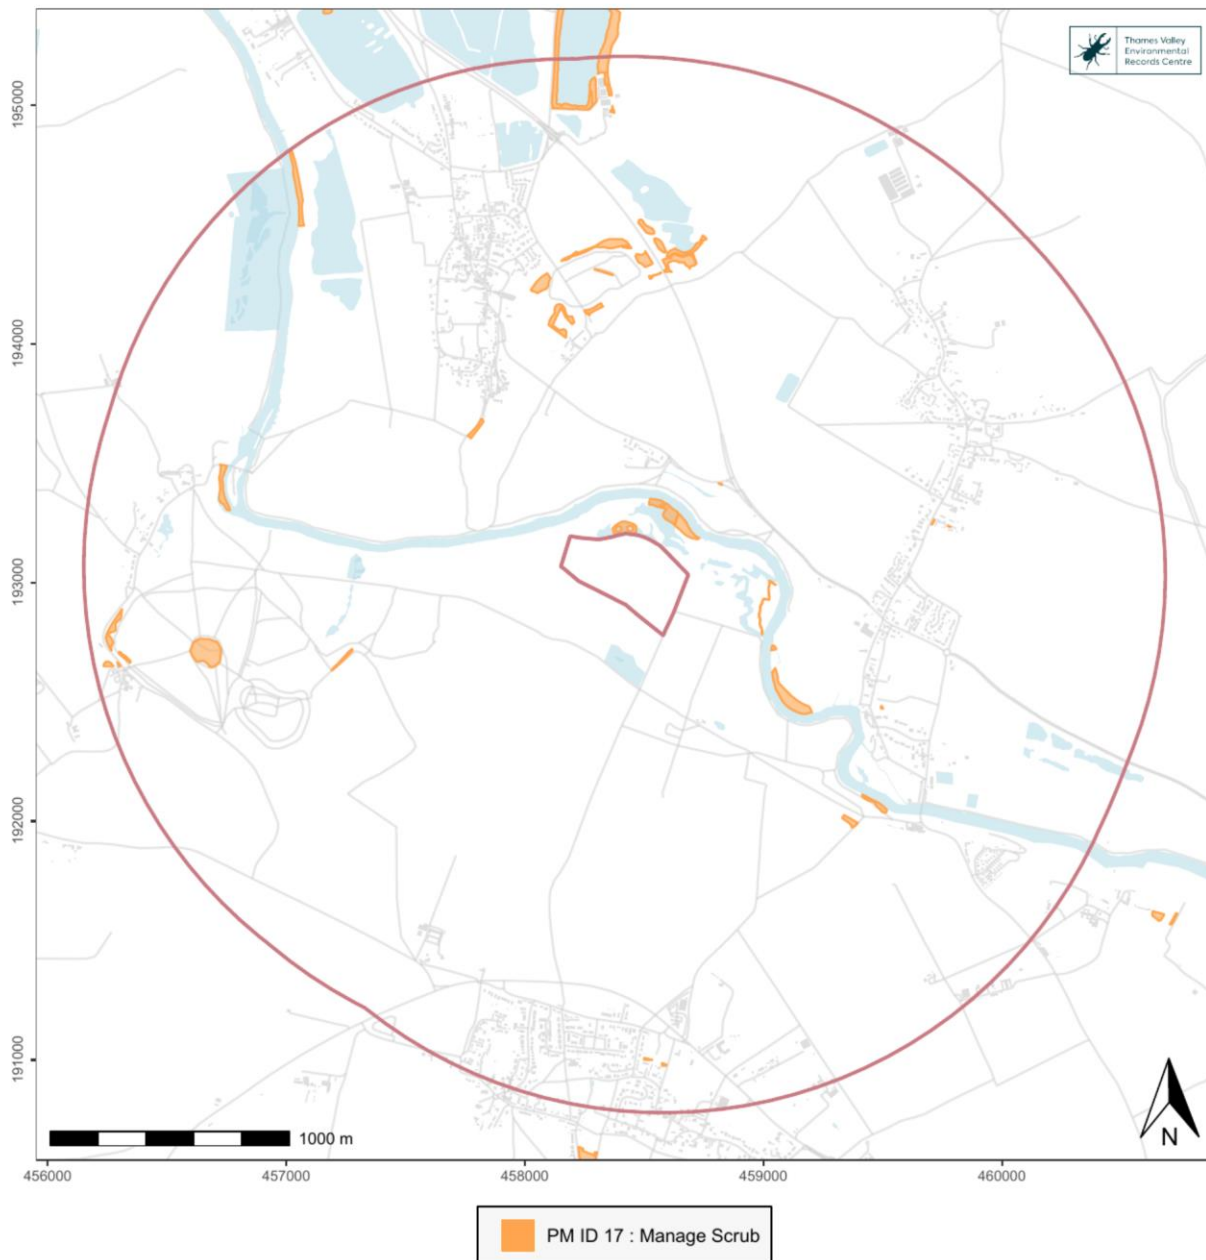 Thames Valley
Environmental
Records Centre
195000
194000
193000
192000
191000
1000 m
N
456000 457000 458000 459000 460000
PM ID 17 : Manage Scrub